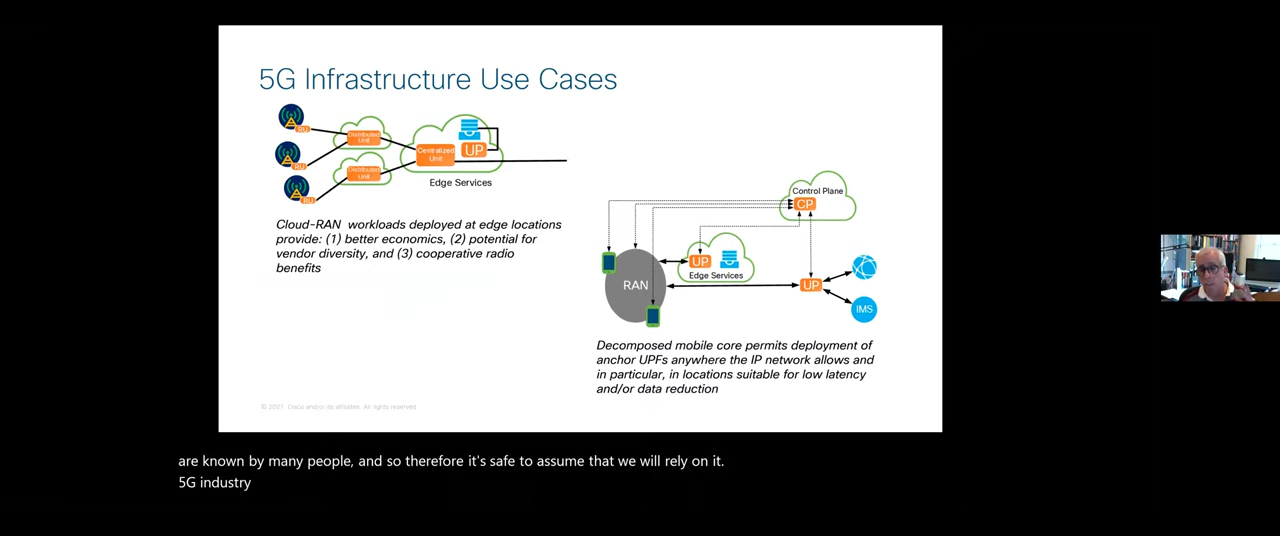 5G Infrastructure Use Cases
RU
RU
RU
Distributed
Unit
Distributed
Unit
Centralized
Unit
UP
Edge Services
Cloud-RAN workloads deployed at edge locations
provide: (1) better economics, (2) potential for
vendor diversity, and (3) cooperative radio
benefits
Control Plane
CP
UP
Edge Services
RAN
UP
IMS
Decomposed mobile core permits deployment of
anchor UPFs anywhere the IP network allows and
in particular, in locations suitable for low latency
and/or data reduction
© 2021 Cisco and/or its affiliates. All rights reserved.
are known by many people, and so therefore it's safe to assume that we will rely on it.
5G industry